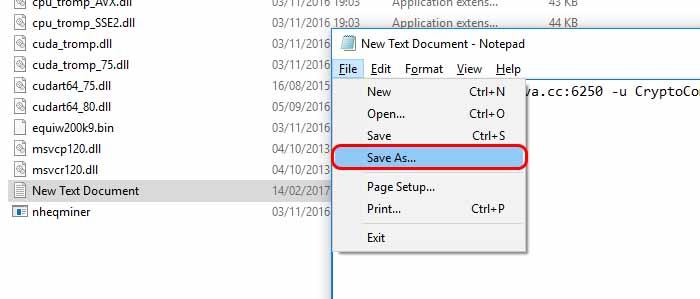 cpu_tromp_AVX.dll 03/11/2016 19:03 Application extens... 43 KB
cpu_tromp_SSE2.dll 03/11/2016 19:03 Application extens... 44 KB
cuda_tromp.dll 03/11/2016
cuda_tromp_75.dll 03/11/2016
cudart64_75.dll 16/08/2015
cudart64_80.dll 05/09/2016
equiw200k9.bin 03/11/2016
msvcp120.dll 04/10/2013
msvcr120.dll 04/10/2013
New Text Document 14/02/2017
nheqminer 03/11/2016
New Text Document - Notepad
File Edit Format View Help
New Ctrl+N
Open... Ctrl+O
Save Ctrl+S
Save As...
Page Setup...
Print... Ctrl+P
Exit
va.cc:6250 -u CryptoCom